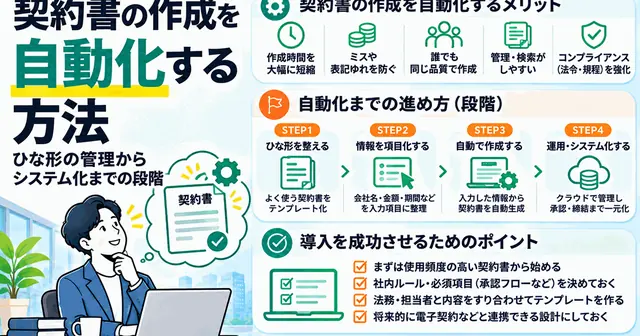 契約書の作成を
自動化する
方法
ひな形の管理から
システム化までの段階
契約書
契約書の作成を自動化するメリット
作成時間を
大幅に短縮
ミスや
表記ゆれを防ぐ
誰でも
同じ品質で作成
管理・検索が
しやすい
コンプライアンス
(法令・規程)を強化
自動化までの進め方(段階)
STEP1
ひな形を整える
よく使う契約書を
テンプレート化
STEP2
情報を項目化する
会社名・金額・期間など
を入力項目に整理
STEP3
自動で作成する
入力した情報から
契約書を自動生成
STEP4
運用・システム化する
クラウドで管理し
承認・締結まで一元化
導入を成功させるためのポイント
まずは使用頻度の高い契約書から始める
社内ルール・必須項目(承認フローなど)を決めておく
法務・担当者と内容をすり合わせてテンプレートを作る
将来的に電子契約などと連携できる設計にしておく